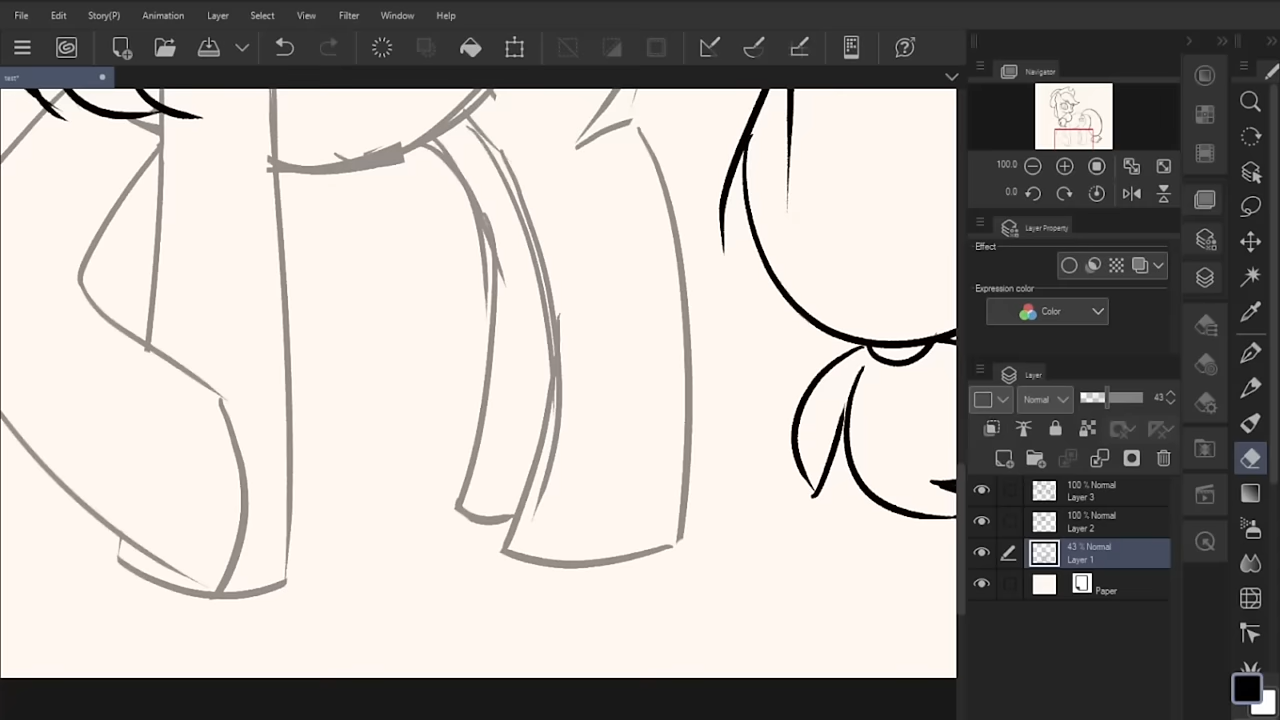 File Edit Story(P) Animation Layer Select View Filter Window Help
text*
Navigator
100.0
0.0
Layer Property
Effect
Expression color
Color
Layer
Normal 43
100 % Normal
Layer 3
100 % Normal
Layer 2
43 % Normal
Layer 1
Paper